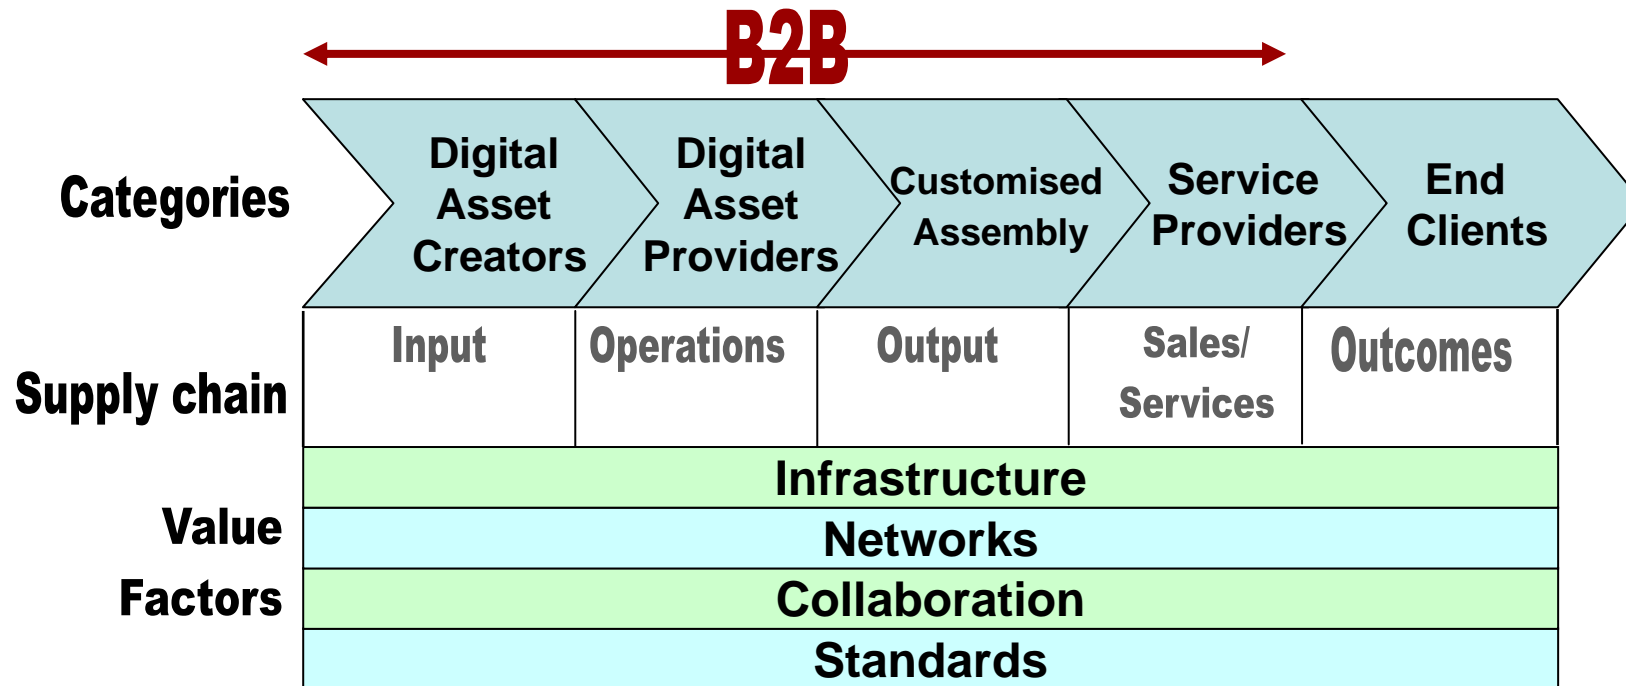 B2B
Categories
Digital
Asset
Creators
Digital
Asset
Providers
Customised
Assembly
Service
Providers
End
Clients
Supply chain
Input
Operations
Output
Sales/
Services
Outcomes
Value
Factors
Infrastructure
Networks
Collaboration
Standards